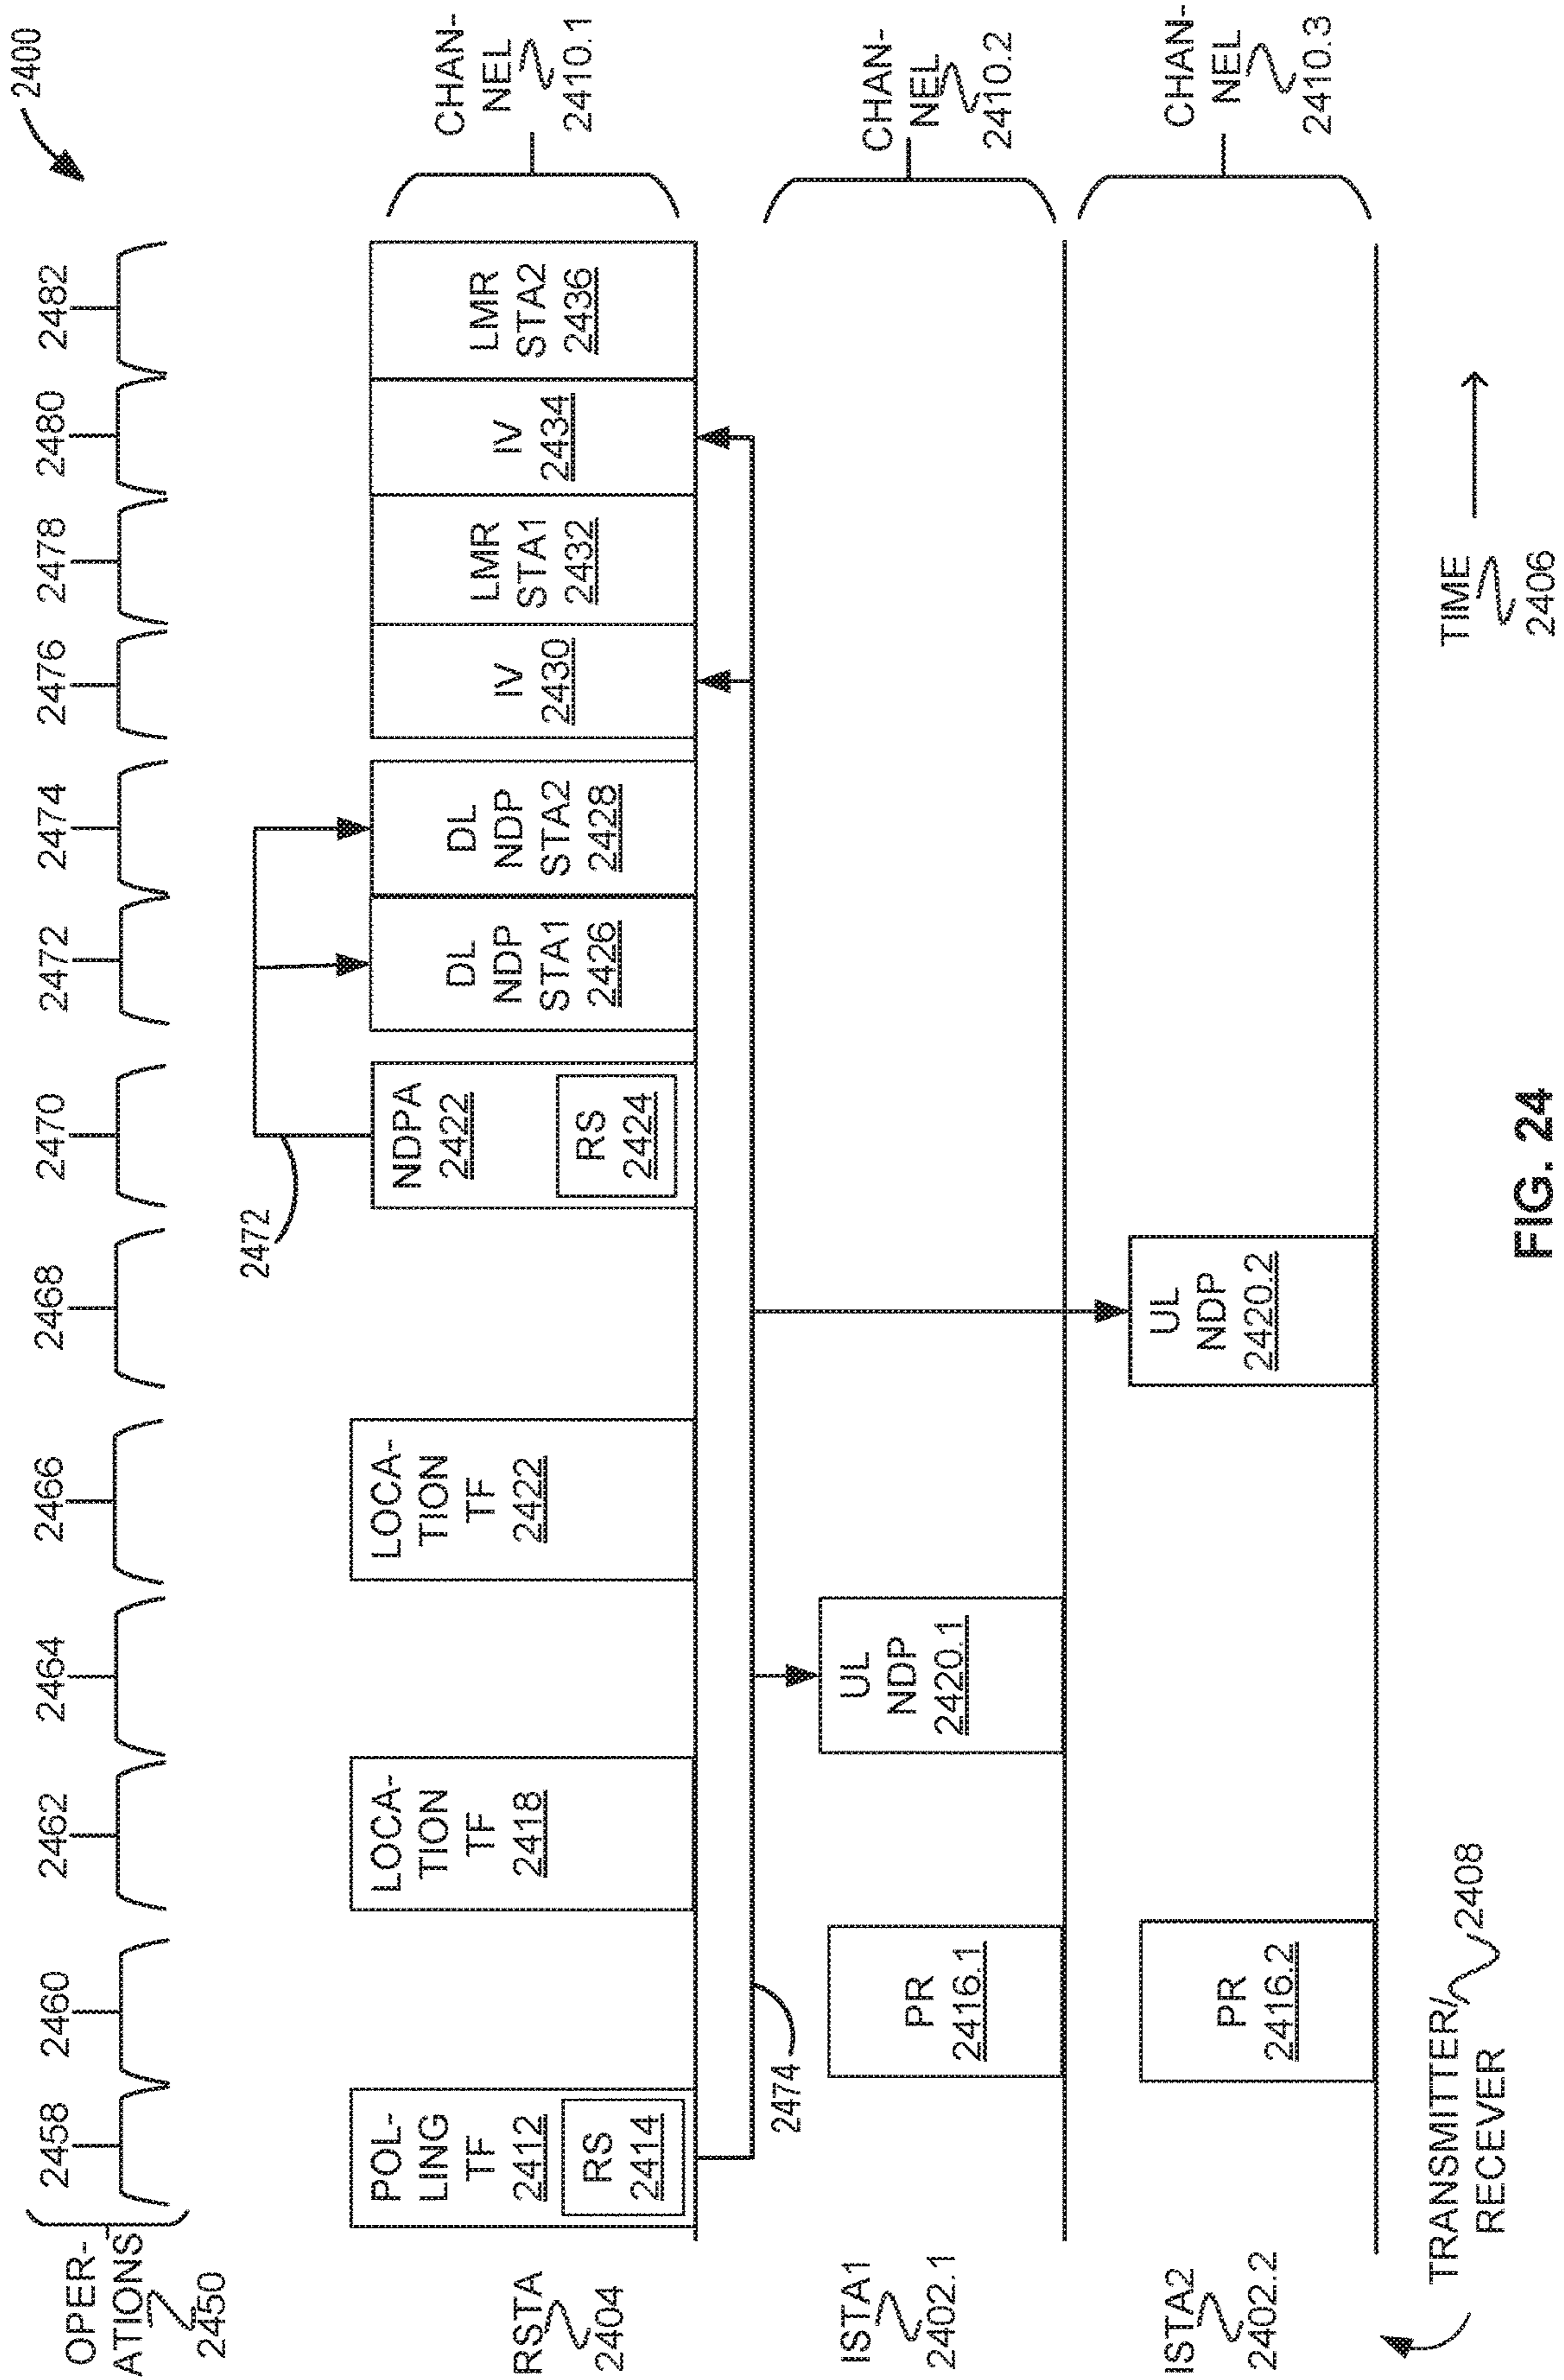 2400
OPER-
ATIONS
2450
2458
2460
2462
2464
2466
2468
2470
2472
2474
2476
2478
2480
2482
RSTA
2404
POL-
LING
TF
2412
RS
2414
LOCA-
TION
TF
2418
LOCA-
TION
TF
2422
2472
NDPA
2422
RS
2424
DL
NDP
STA1
2426
DL
NDP
STA2
2428
IV
2430
LMR
STA1
2432
IV
2434
LMR
STA2
2436
CHAN-
NEL
2410.1
2474
ISTA1
2402.1
PR
2416.1
UL
NDP
2420.1
CHAN-
NEL
2410.2
ISTA2
2402.2
PR
2416.2
UL
NDP
2420.2
CHAN-
NEL
2410.3
TRANSMITTER/
RECEVER
2408
TIME
2406
FIG. 24